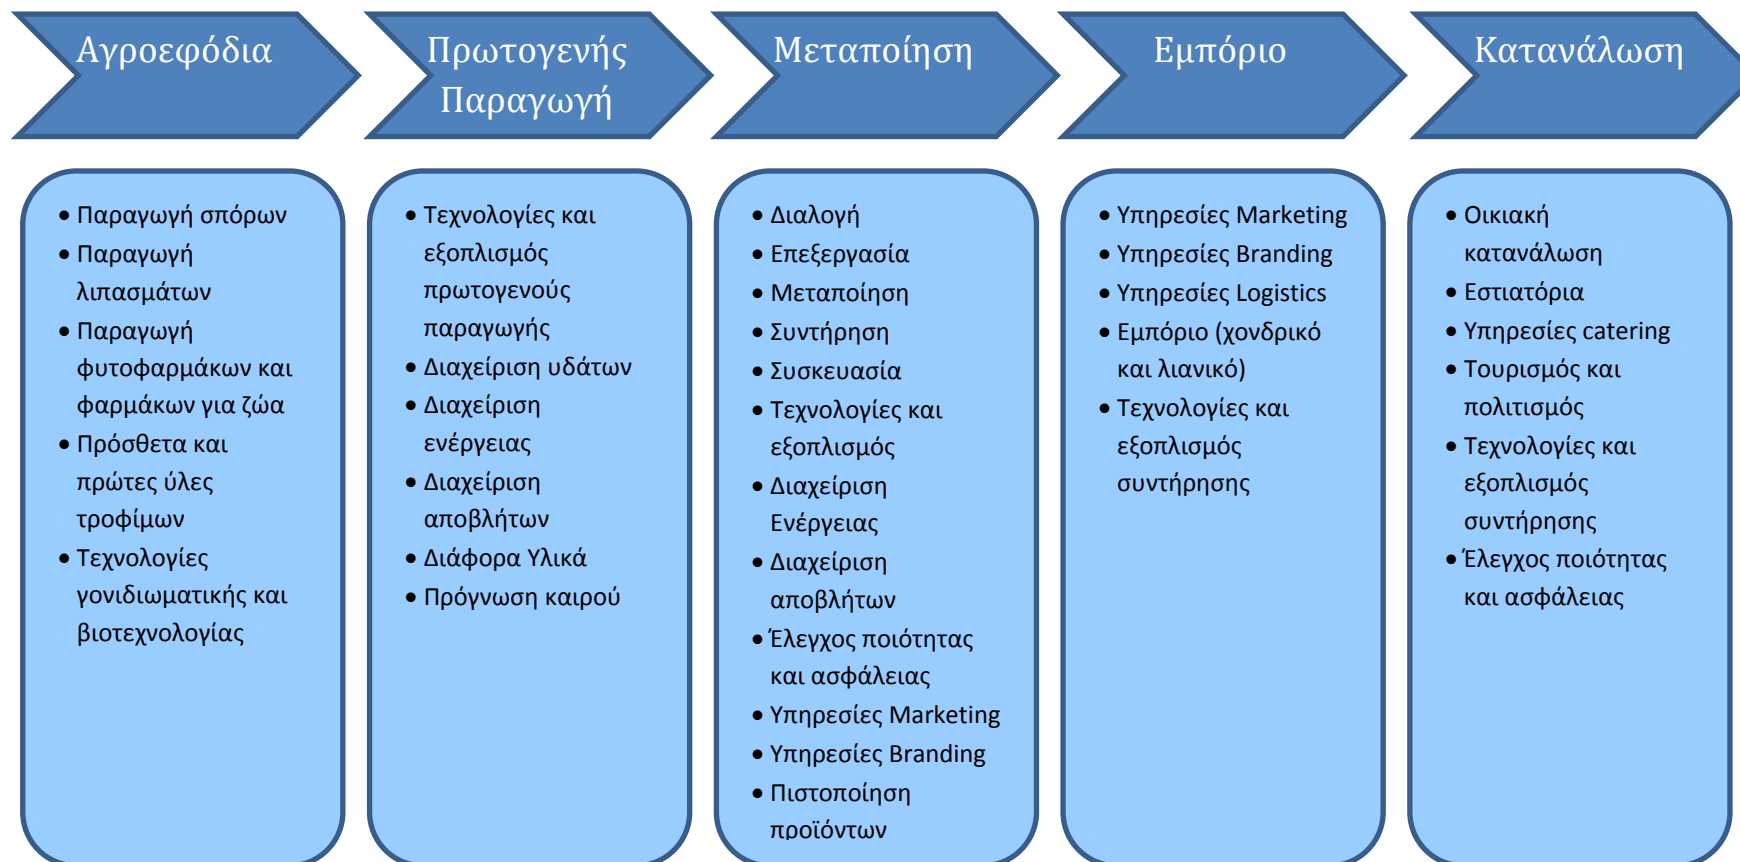 Αγροεφόδια
Πρωτογενής
Παραγωγή
Μεταποίηση
Εμπόριο
Κατανάλωση
• Παραγωγή σπόρων
• Παραγωγή
λιπασμάτων
• Παραγωγή
φυτοφαρμάκων και
φαρμάκων για ζώα
• Πρόσθετα και
πρώτες ύλες
τροφίμων
• Τεχνολογίες
γονιδιωματικής και
βιοτεχνολογίας
• Τεχνολογίες και
εξοπλισμός
πρωτογενούς
παραγωγής
• Διαχείριση υδάτων
• Διαχείριση
ενέργειας
• Διαχείριση
αποβλήτων
• Διάφορα Υλικά
• Πρόγνωση καιρού
• Διαλογή
• Επεξεργασία
• Μεταποίηση
• Συντήρηση
• Συσκευασία
• Τεχνολογίες και
εξοπλισμός
• Διαχείριση
Ενέργειας
• Διαχείριση
αποβλήτων
• Έλεγχος ποιότητας
και ασφάλειας
• Υπηρεσίες Marketing
• Υπηρεσίες Branding
• Πιστοποίηση
προϊόντων
• Υπηρεσίες Marketing
• Υπηρεσίες Branding
• Υπηρεσίες Logistics
• Εμπόριο (χονδρικό
και λιανικό)
• Τεχνολογίες και
εξοπλισμός
συντήρησης
• Οικιακή
κατανάλωση
• Εστιατόρια
• Υπηρεσίες catering
• Τουρισμός και
πολιτισμός
• Τεχνολογίες και
εξοπλισμός
συντήρησης
• Έλεγχος ποιότητας
και ασφάλειας